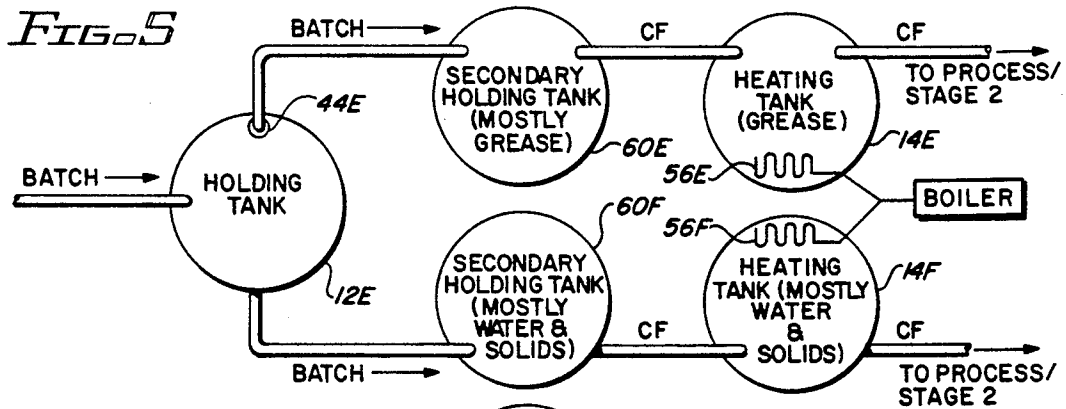 FIG. 5
BATCH
CF
CF
TO PROCESS/
STAGE 2
SECONDARY
HOLDING TANK
(MOSTLY
GREASE)
HEATING
TANK
(GREASE)
44E
60E
14E
BATCH
HOLDING
TANK
56E
BOILER
60F
56F
12E
SECONDARY
HOLDING TANK
(MOSTLY
WATER &
SOLIDS)
HEATING
TANK (MOSTLY
WATER
&
SOLIDS)
14F
CF
CF
BATCH
TO PROCESS/
STAGE 2